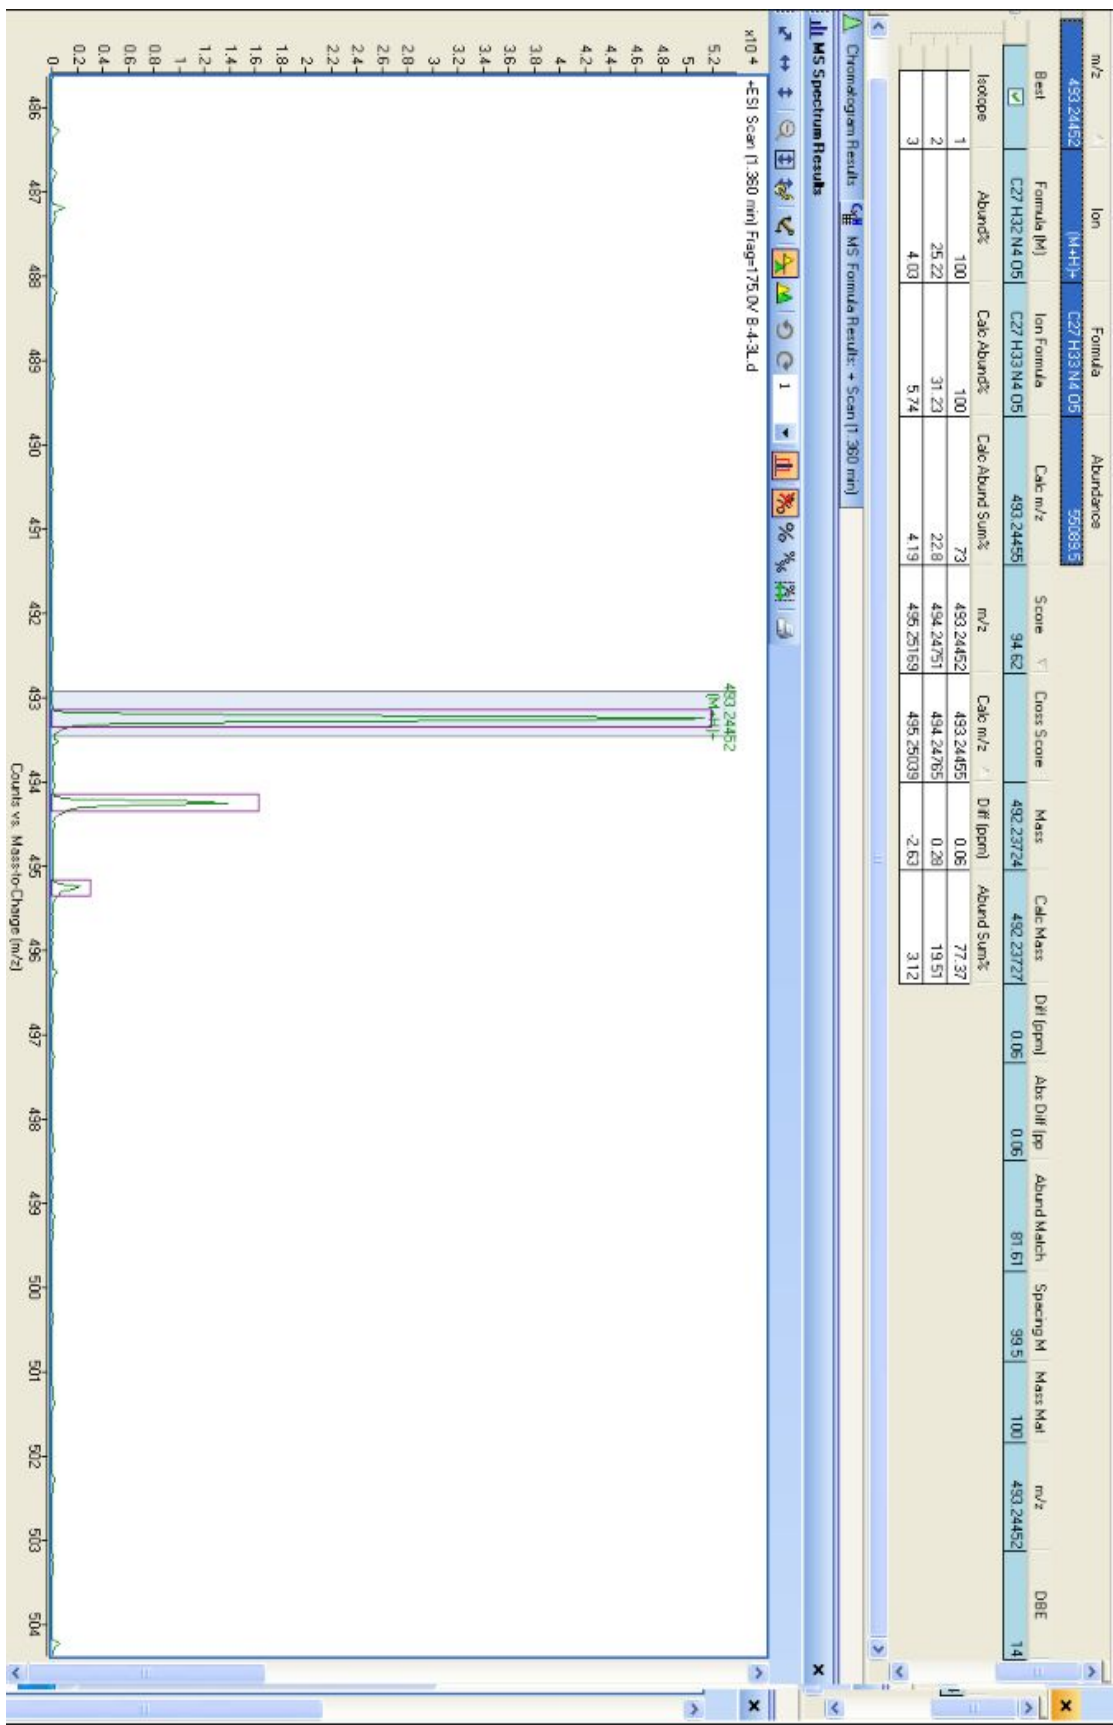 m/z Ion Formula Abundance
493.24452 (M+H)+ C27 H33 N4 O5 55089.5
Best Formula (M) Ion Formula Calc m/z Score Cross Score Mass Calc Mass Diff (ppm) Abs Diff (pp Abund Match Spacing M Mass Mat m/z DBE
C27 H32 N4 O5 C27 H33 N4 O5 493.24455 94.62 492.23724 492.23727 0.06 0.06 81.61 99.5 100 493.24452 14
Isotope Abund% Calc Abund% Calc Abund Sum% m/z Calc m/z Diff (ppm) Abund Sum%
1 100 100 73 493.24452 493.24455 0.06 77.37
2 25.22 31.23 22.8 494.24751 494.24765 0.28 19.51
3 4.03 5.74 4.19 495.25169 495.25039 -2.63 3.12
Chromatogram Results MS Formula Results: + Scan (1.360 min)
MS Spectrum Results
1 % %
x10 4 +ESI Scan (1.360 min) Frag=175.0V B-4-3L.d
5.2
5
4.8
4.6
4.4
4.2
4
3.8
3.6
3.4
3.2
3
2.8
2.6
2.4
2.2
2
1.8
1.6
1.4
1.2
1
0.8
0.6
0.4
0.2
0
493.24452
(M+H)+
486 487 488 489 490 491 492 493 494 495 496 497 498 499 500 501 502 503 504
Counts vs. Mass-to-Charge (m/z)